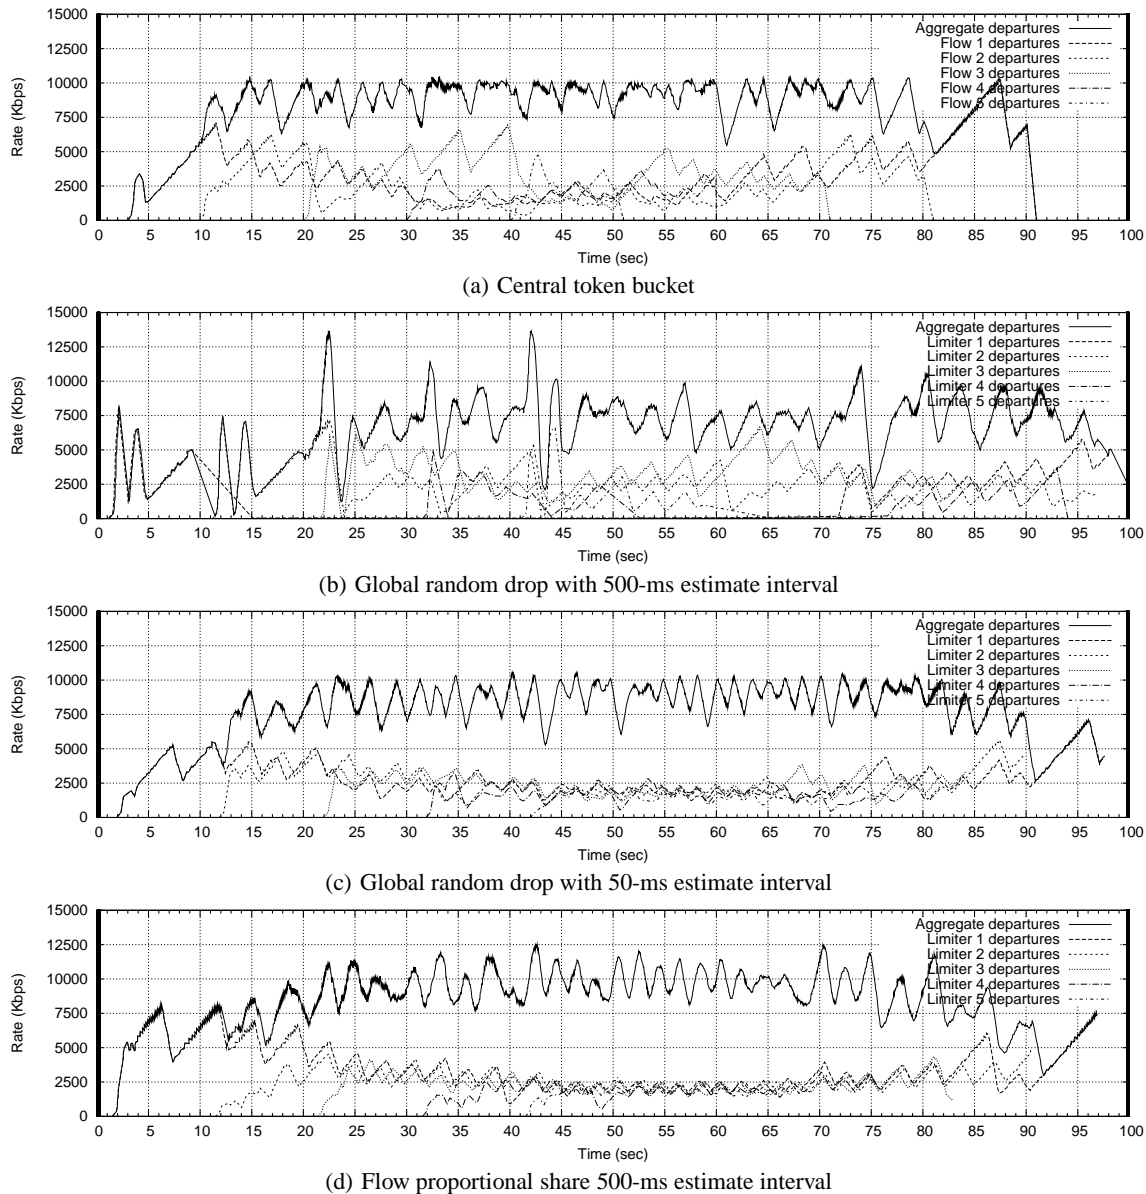 15000
12500
10000
7500
5000
2500
0
Rate (Kbps)
Aggregate departures
Flow 1 departures
Flow 2 departures
Flow 3 departures
Flow 4 departures
Flow 5 departures
0 5 10 15 20 25 30 35 40 45 50 55 60 65 70 75 80 85 90 95 100
Time (sec)
(a) Central token bucket
15000
12500
10000
7500
5000
2500
0
Rate (Kbps)
Aggregate departures
Limiter 1 departures
Limiter 2 departures
Limiter 3 departures
Limiter 4 departures
Limiter 5 departures
0 5 10 15 20 25 30 35 40 45 50 55 60 65 70 75 80 85 90 95 100
Time (sec)
(b) Global random drop with 500-ms estimate interval
15000
12500
10000
7500
5000
2500
0
Rate (Kbps)
Aggregate departures
Limiter 1 departures
Limiter 2 departures
Limiter 3 departures
Limiter 4 departures
Limiter 5 departures
0 5 10 15 20 25 30 35 40 45 50 55 60 65 70 75 80 85 90 95 100
Time (sec)
(c) Global random drop with 50-ms estimate interval
15000
12500
10000
7500
5000
2500
0
Rate (Kbps)
Aggregate departures
Limiter 1 departures
Limiter 2 departures
Limiter 3 departures
Limiter 4 departures
Limiter 5 departures
0 5 10 15 20 25 30 35 40 45 50 55 60 65 70 75 80 85 90 95 100
Time (sec)
(d) Flow proportional share 500-ms estimate interval